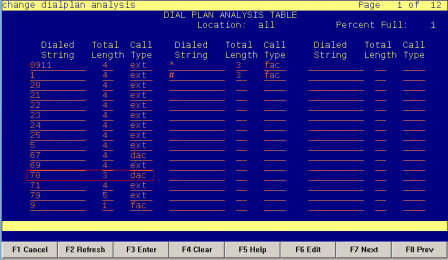 change dialplan analysis Page 1 of 12
DIAL PLAN ANALYSIS TABLE
Location: all Percent Full: 1
Dialed Total Call Dialed Total Call Dialed Total Call
String Length Type String Length Type String Length Type
0911 4 ext * 3 fac
1 4 ext # 3 fac
20 4 ext
21 4 ext
22 4 ext
23 4 ext
24 4 ext
25 4 ext
5 4 ext
67 4 dac
69 4 ext
70 3 dac
71 4 ext
79 5 ext
9 1 fac
F1 Cancel F2 Refresh F3 Enter F4 Clear F5 Help F6 Edit F7 Next F8 Prev